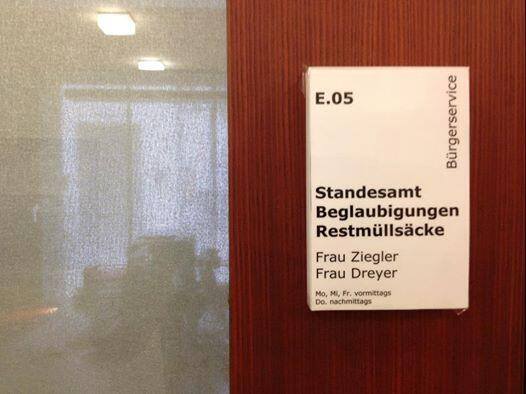 E.05
Bürgerservice
Standesamt
Beglaubigungen
Restmüllsäcke
Frau Ziegler
Frau Dreyer
Mo, Mi, Fr. vormittags
Do. nachmittags